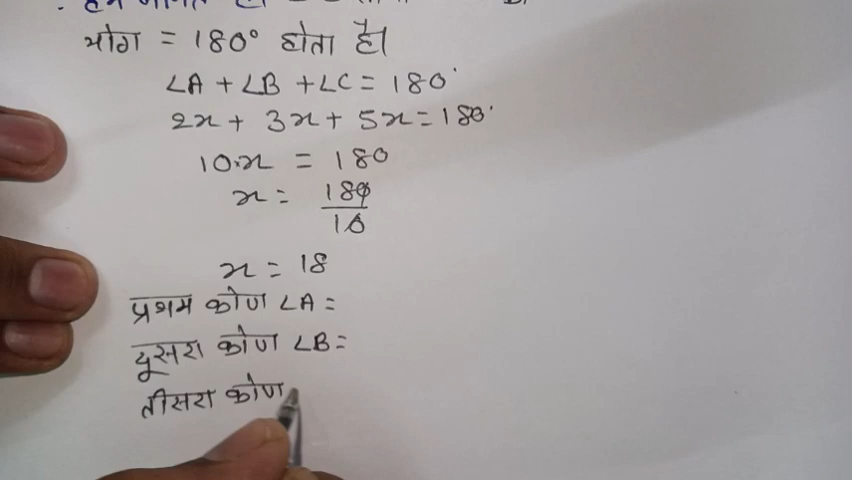 योग = 180° होता है।
∠A + ∠B + ∠C = 180°
2x + 3x + 5x = 180°
10x = 180
x = 180/10
x = 18
प्रथम कोण ∠A =
दूसरा कोण ∠B =
तीसरा कोण